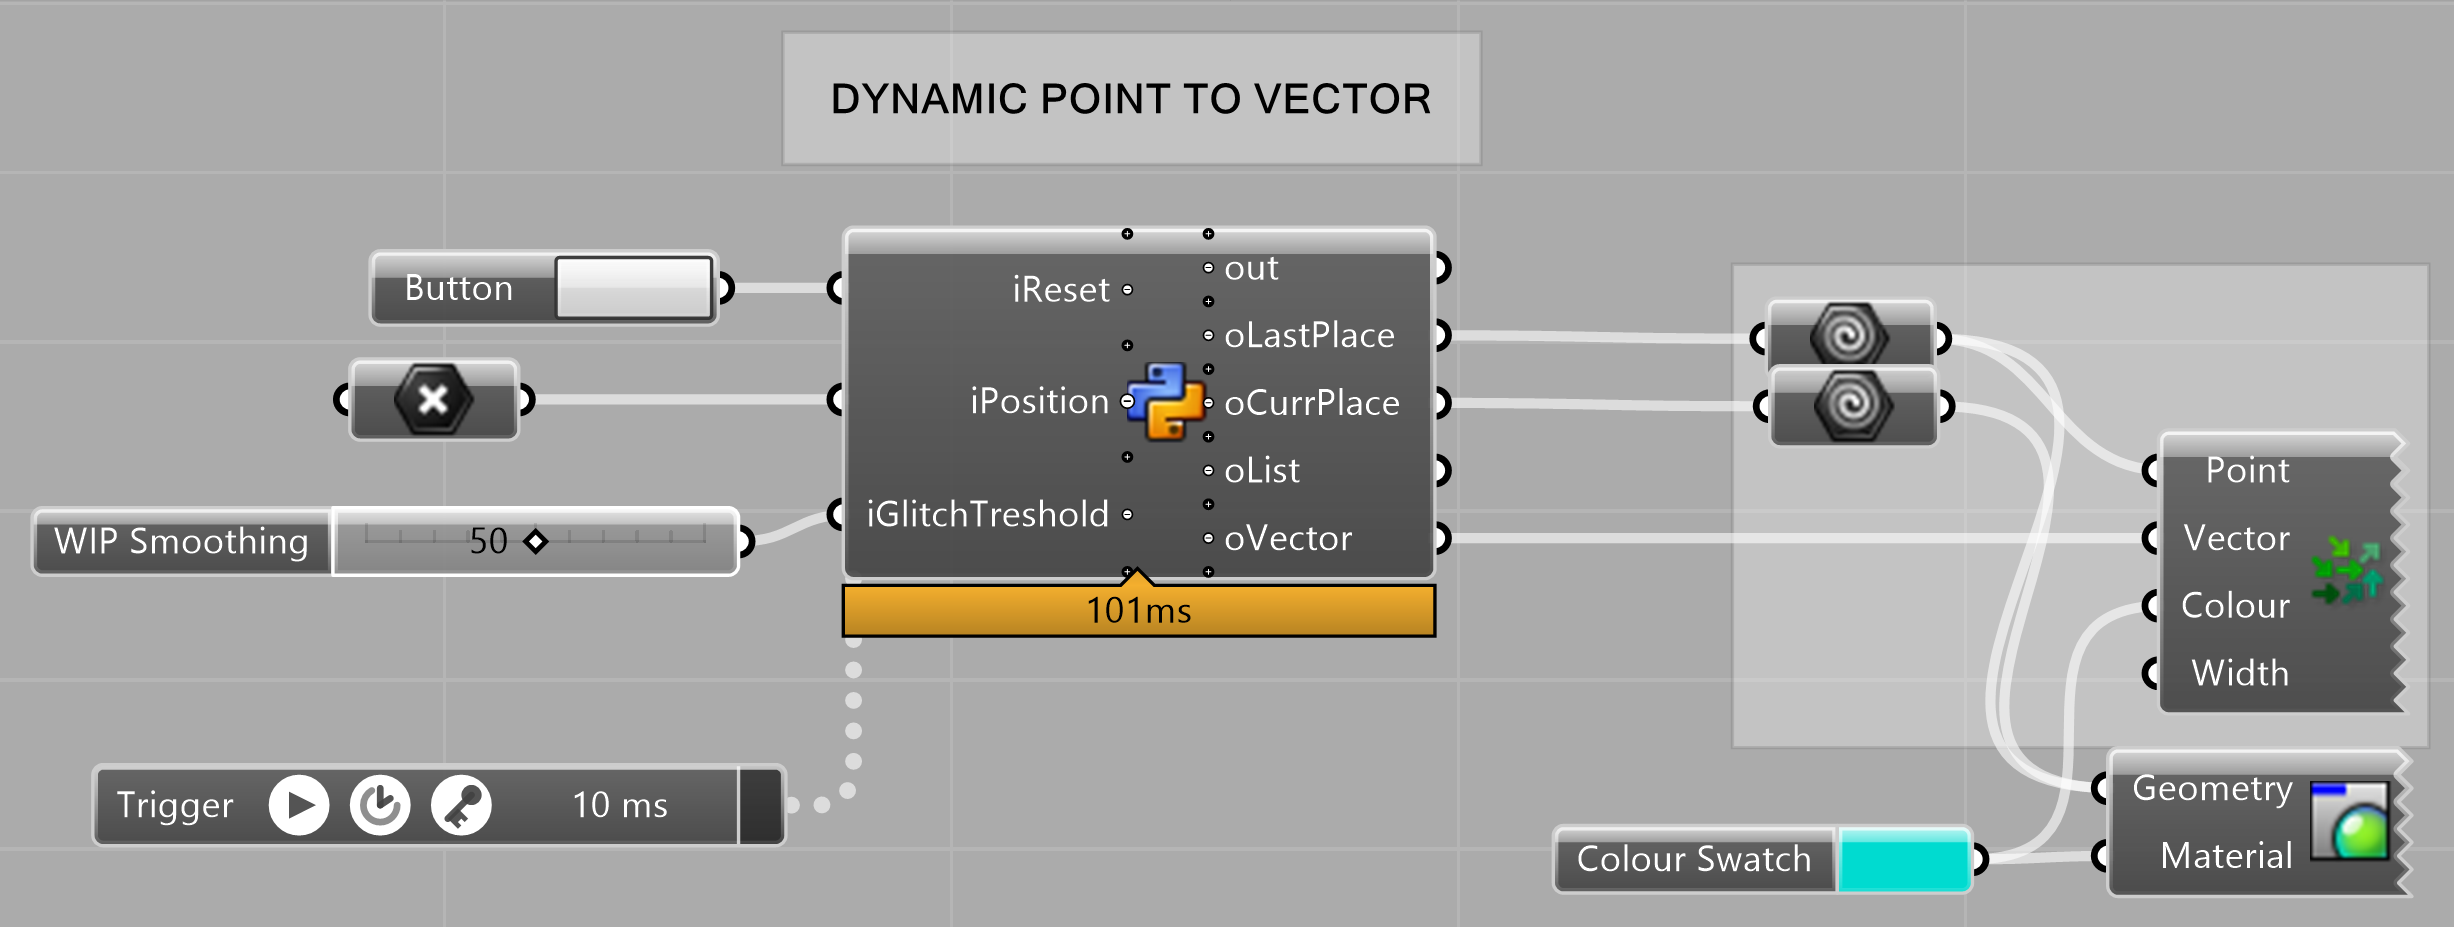 DYNAMIC POINT TO VECTOR
Button
iReset
iPosition
iGlitchTreshold
out
oLastPlace
oCurrPlace
oList
oVector
WIP Smoothing
50
101ms
Trigger
10 ms
Point
Vector
Colour
Width
Geometry
Material
Colour Swatch